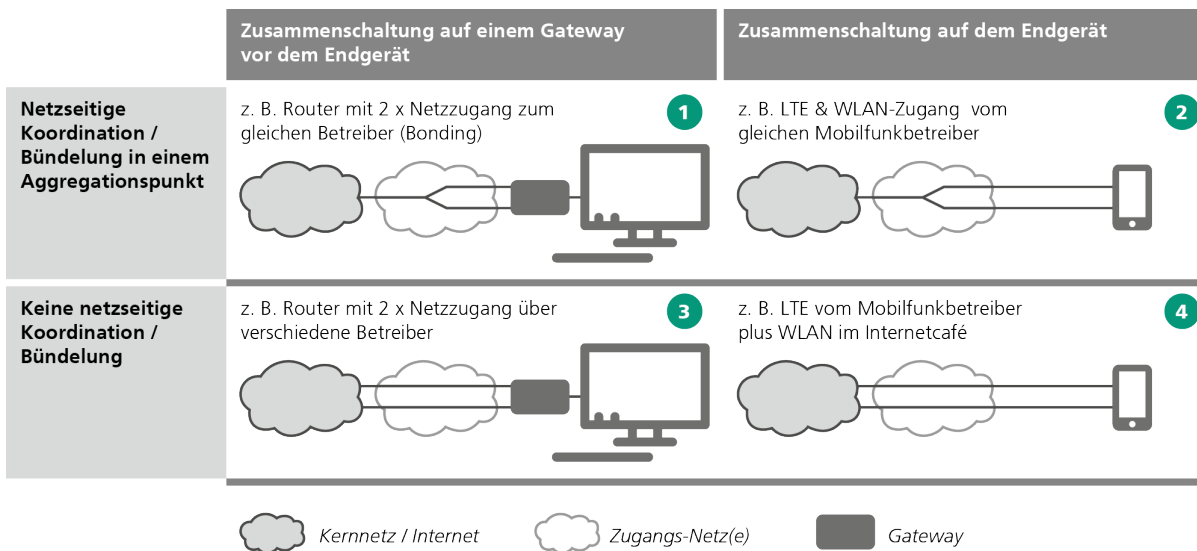 Zusammenschaltung auf einem Gateway
vor dem Endgerät
Zusammenschaltung auf dem Endgerät
Netzseitige
Koordination /
Bündelung in einem
Aggregationspunkt
z. B. Router mit 2 x Netzzugang zum
gleichen Betreiber (Bonding)
1
z. B. LTE & WLAN-Zugang vom
gleichen Mobilfunkbetreiber
2
Keine netzseitige
Koordination /
Bündelung
z. B. Router mit 2 x Netzzugang über
verschiedene Betreiber
3
z. B. LTE vom Mobilfunkbetreiber
plus WLAN im Internetcafé
4
Kernnetz / Internet
Zugangs-Netz(e)
Gateway